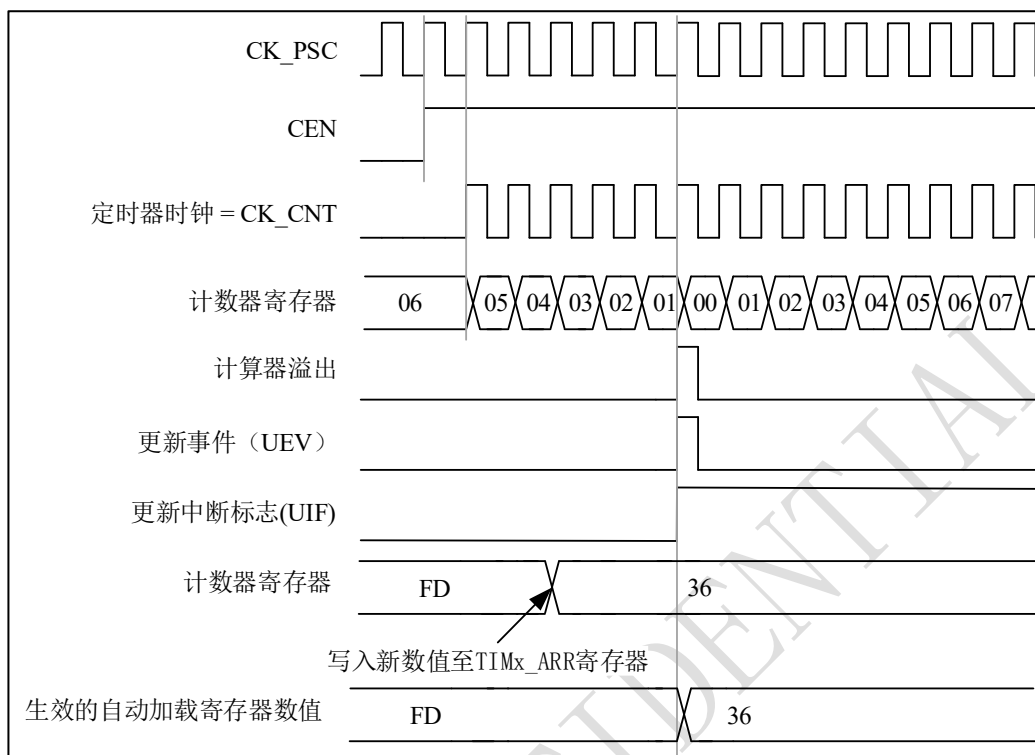 CK_PSC
CEN
定时器时钟 = CK_CNT
计数器寄存器 06 05 04 03 02 01 00 01 02 03 04 05 06 07
计算器溢出
更新事件（UEV）
更新中断标志(UIF)
计数器寄存器 FD 36
写入新数值至TIMx_ARR寄存器
生效的自动加载寄存器数值 FD 36
IDENTIAL